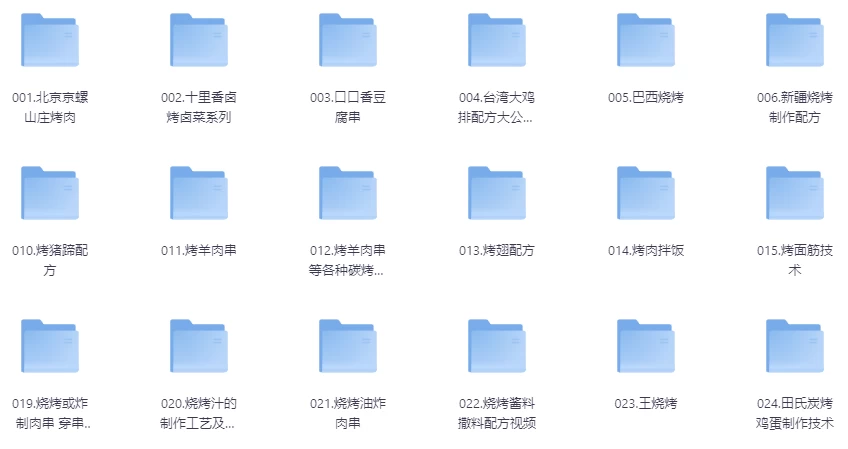 001.北京京螺
山庄烤肉
002.十里香卤
烤卤菜系列
003.口口香豆
腐串
004.台湾大鸡
排配方大公...
005.巴西烧烤
006.新疆烧烤
制作配方
010.烤猪蹄配
方
011.烤羊肉串
012.烤羊肉串
等各种碳烤...
013.烤翅配方
014.烤肉拌饭
015.烤面筋技
术
019.烧烤或炸
制肉串 穿串..
020.烧烤汁的
制作工艺及...
021.烧烤油炸
肉串
022.烧烤酱料
撒料配方视频
023.王烧烤
024.田氏炭烤
鸡蛋制作技术